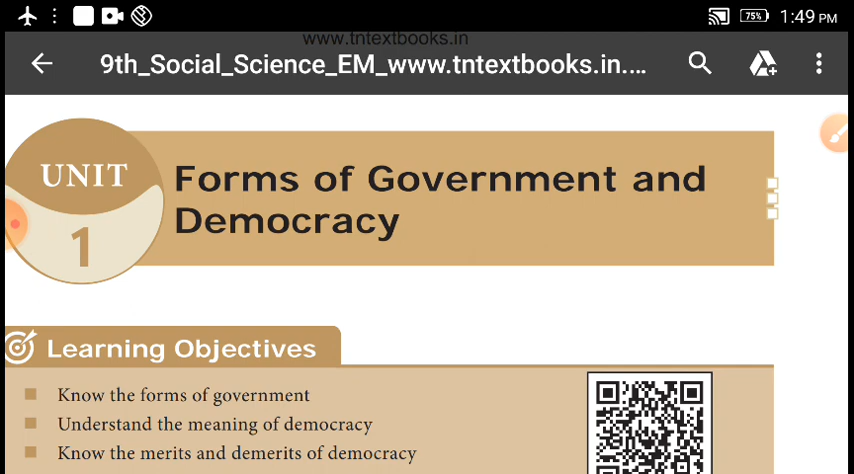 75% 1:49 PM
www.tntextbooks.in
9th_Social_Science_EM_www.tntextbooks.in....
UNIT
1
Forms of Government and
Democracy
Learning Objectives
Know the forms of government
Understand the meaning of democracy
Know the merits and demerits of democracy